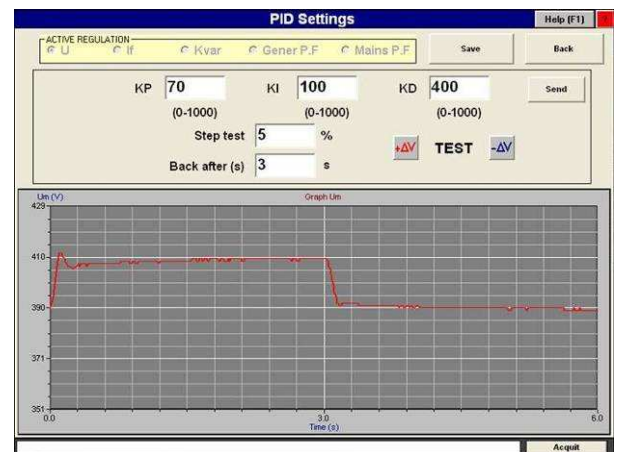 PID Settings
Help (F1)
?
ACTIVE REGULATION
U If Kvar Gener P.F Mains P.F
Save
Back
KP 70 KI 100 KD 400
Send
(0-1000) (0-1000) (0-1000)
Step test 5 %
+ΔV TEST -ΔV
Back after (s) 3 s
Um (V)
Graph Um
429
410
390
371
351
0.0 3.0 6.0
Time (s)
Acquit